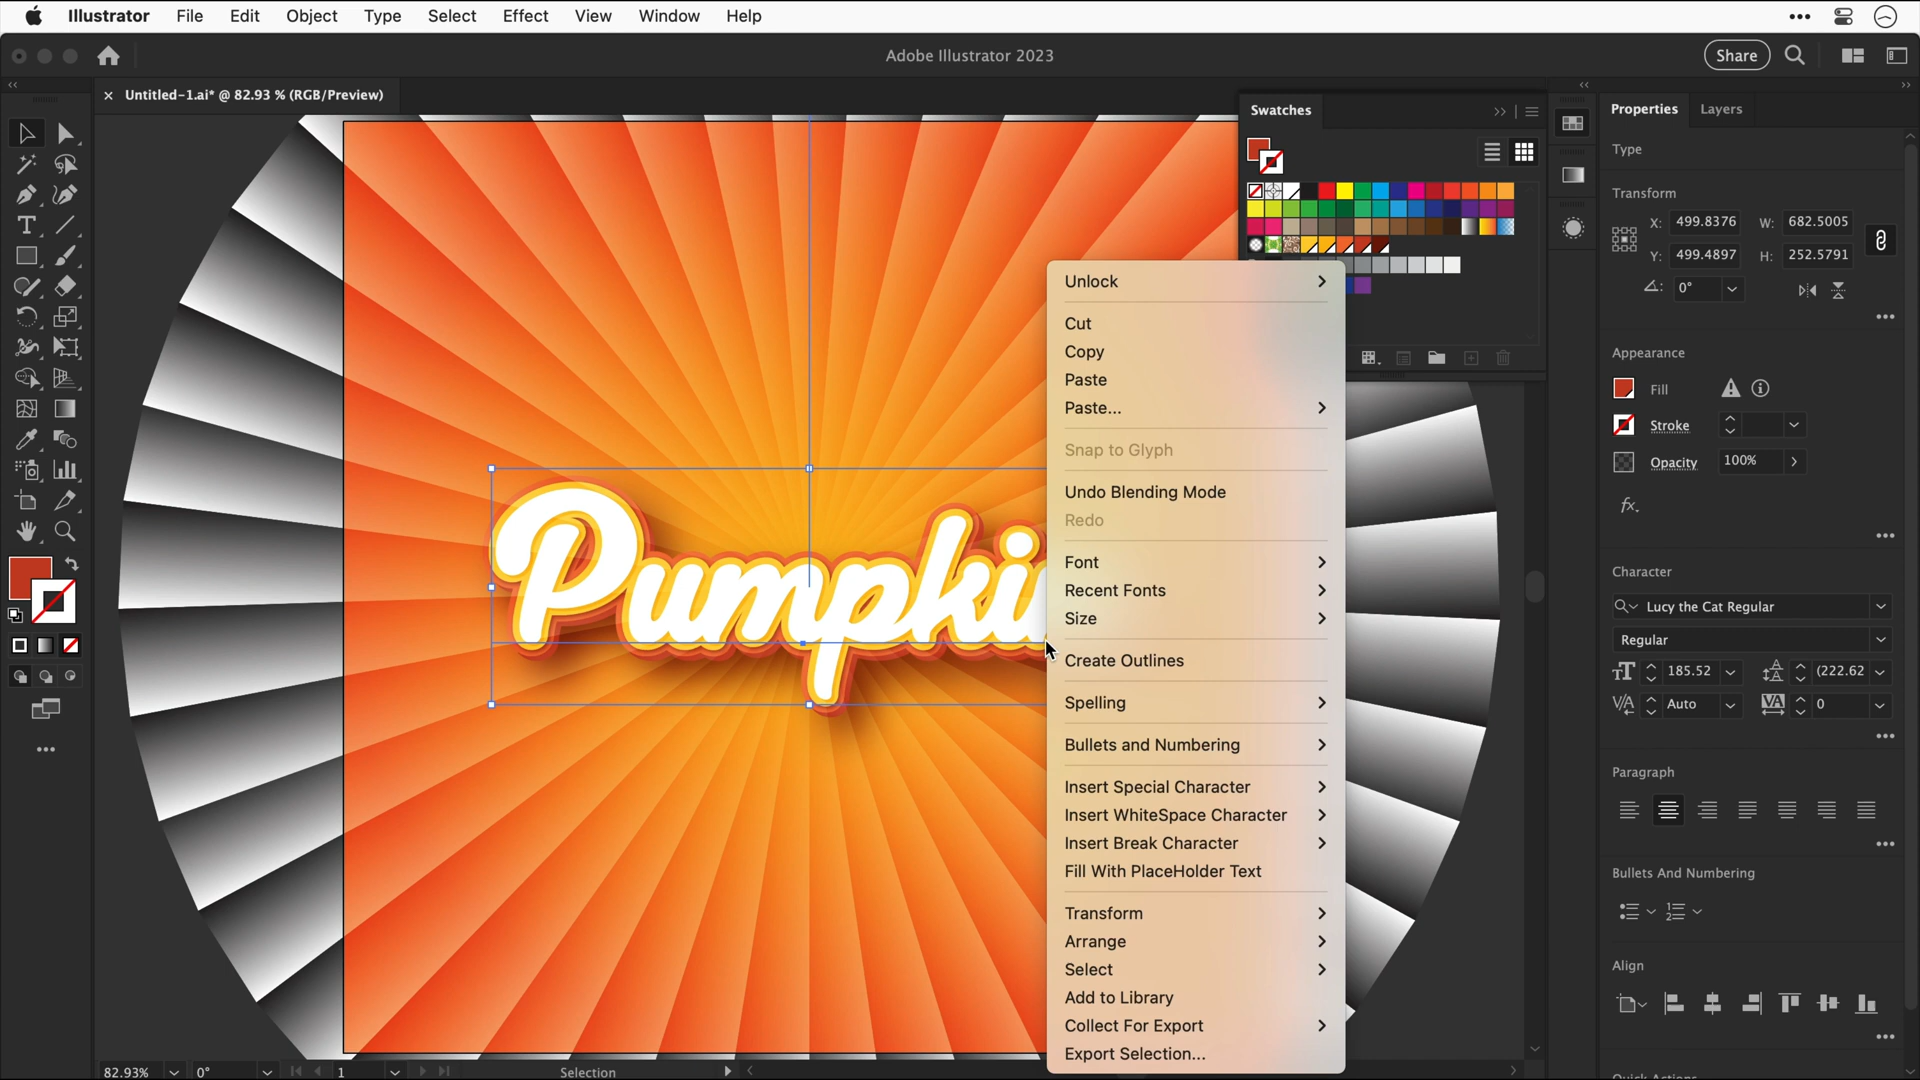 Illustrator File Edit Object Type Select Effect View Window Help
Adobe Illustrator 2023
Share
Untitled-1.ai* @ 82.93 % (RGB/Preview)
Swatches
Properties Layers
Type
Transform
X: 499.8376 W: 682.5005
Y: 499.4897 H: 252.5791
0°
Appearance
Fill
Stroke
Opacity 100%
fx.
Character
Lucy the Cat Regular
Regular
185.52 (222.62
Auto 0
Paragraph
Bullets And Numbering
Align
Pumpki
Unlock
Cut
Copy
Paste
Paste...
Snap to Glyph
Undo Blending Mode
Redo
Font
Recent Fonts
Size
Create Outlines
Spelling
Bullets and Numbering
Insert Special Character
Insert WhiteSpace Character
Insert Break Character
Fill With PlaceHolder Text
Transform
Arrange
Select
Add to Library
Collect For Export
Export Selection...
82.93% 0° 1 Selection